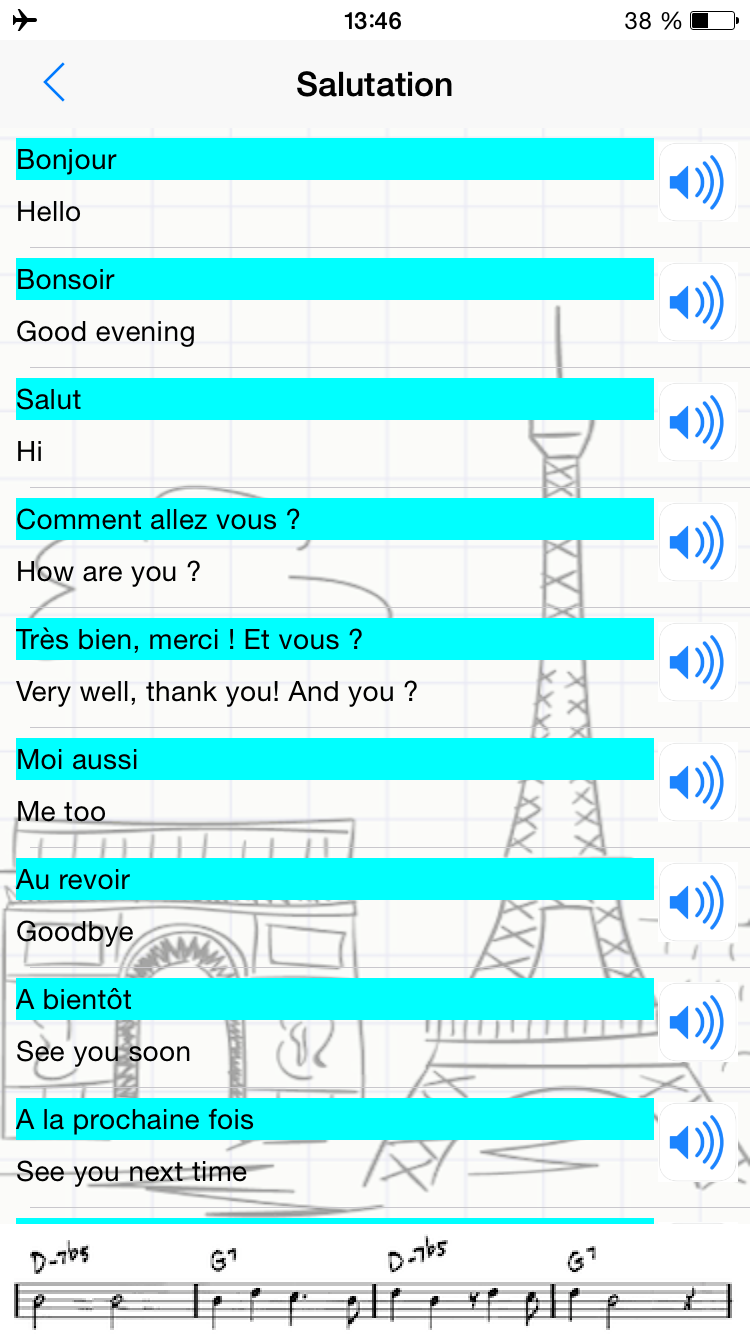 13:46
38 %
Salutation
Bonjour
Hello
Bonsoir
Good evening
Salut
Hi
Comment allez vous ?
How are you ?
Très bien, merci ! Et vous ?
Very well, thank you! And you ?
Moi aussi
Me too
Au revoir
Goodbye
A bientôt
See you soon
A la prochaine fois
See you next time
D-7b5 G7 D-7b5 G7